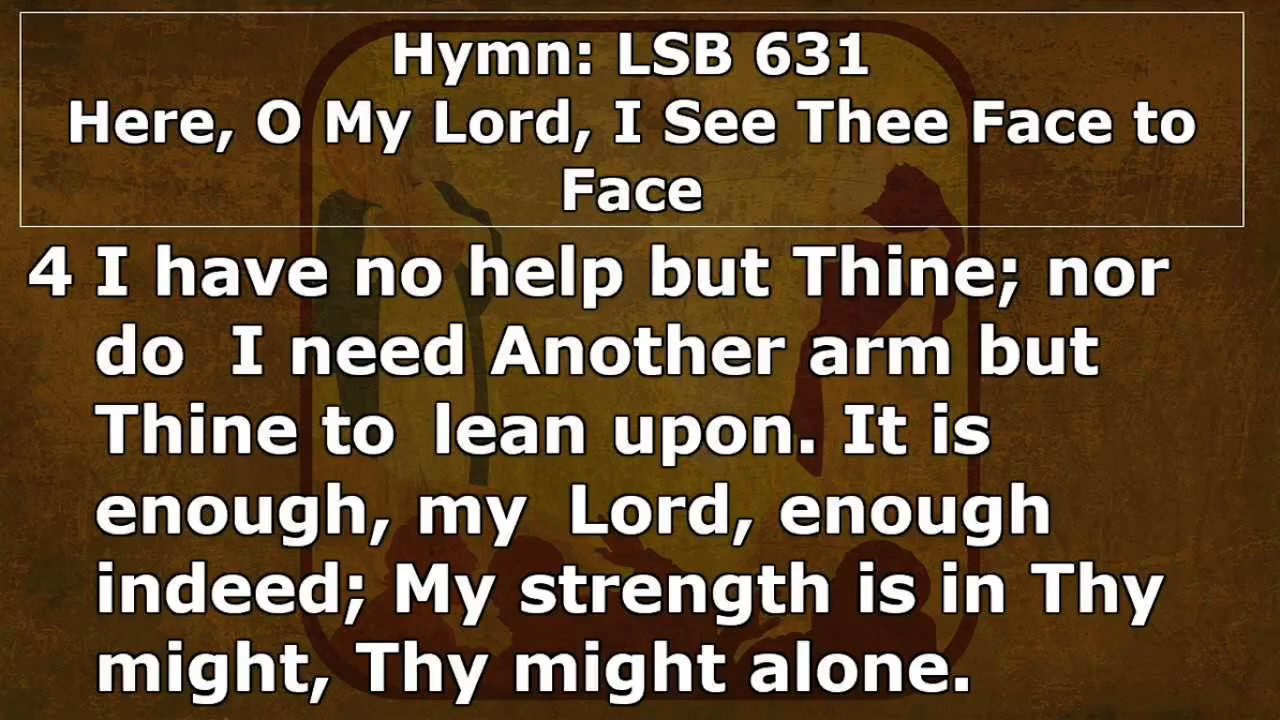 Hymn: LSB 631
Here, O My Lord, I See Thee Face to
Face
4 I have no help but Thine; nor
do I need Another arm but
Thine to lean upon. It is
enough, my Lord, enough
indeed; My strength is in Thy
might, Thy might alone.